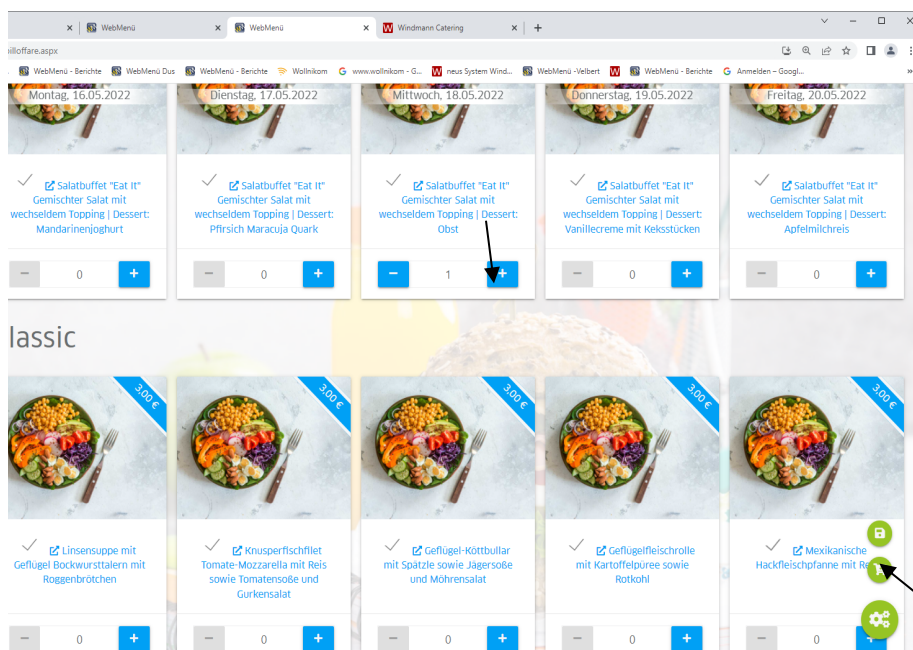 WebMenü WebMenü Windmann Catering
illoffare.aspx
WebMenü - Berichte WebMenü Dus WebMenü - Berichte Wollnikom www.wollnikom - G... neus System Wind... WebMenü -Velbert WebMenü - Berichte Anmelden – Googl... »
Montag, 16.05.2022
Dienstag, 17.05.2022
Mittwoch, 18.05.2022
Donnerstag, 19.05.2022
Freitag, 20.05.2022
Salatbuffet "Eat It"
Gemischter Salat mit
wechseldem Topping | Dessert:
Mandarinenjoghurt
Salatbuffet "Eat It"
Gemischter Salat mit
wechseldem Topping | Dessert:
Pfirsich Maracuja Quark
Salatbuffet "Eat It"
Gemischter Salat mit
wechseldem Topping | Dessert:
Obst
Salatbuffet "Eat It"
Gemischter Salat mit
wechseldem Topping | Dessert:
Vanillecreme mit Keksstücken
Salatbuffet "Eat It"
Gemischter Salat mit
wechseldem Topping | Dessert:
Apfelmilchreis
− 0 +
− 0 +
− 1 +
− 0 +
− 0 +
lassic
3,00 €
3,00 €
3,00 €
3,00 €
3,00 €
Linsensuppe mit
Geflügel Bockwursttalern mit
Roggenbrötchen
Knusperfischfilet
Tomate-Mozzarella mit Reis
sowie Tomatensoße und
Gurkensalat
Geflügel-Köttbullar
mit Spätzle sowie Jägersoße
und Möhrensalat
Geflügelfleischrolle
mit Kartoffelpüree sowie
Rotkohl
Mexikanische
Hackfleischpfanne mit
− 0 +
− 0 +
− 0 +
− 0 +
− 0 +